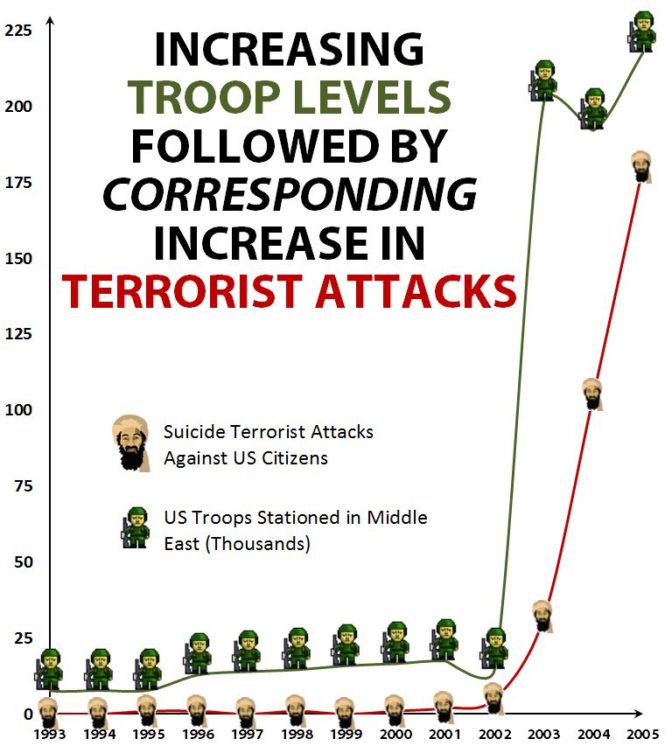 INCREASING
TROOP LEVELS
FOLLOWED BY
CORRESPONDING
INCREASE IN
TERRORIST ATTACKS
225
200
175
150
125
100
75
50
25
0
Suicide Terrorist Attacks
Against US Citizens
US Troops Stationed in Middle
East (Thousands)
1993 1994 1995 1996 1997 1998 1999 2000 2001 2002 2003 2004 2005